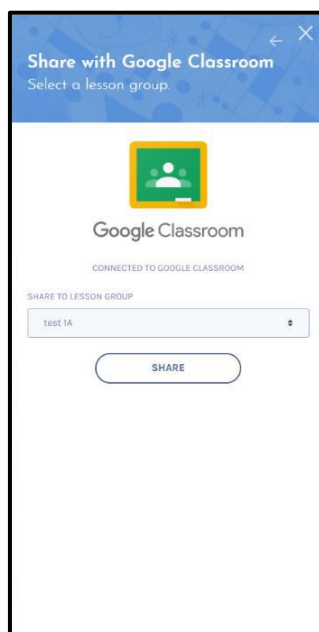 Share with Google Classroom
Select a lesson group.
Google Classroom
CONNECTED TO GOOGLE CLASSROOM
SHARE TO LESSON GROUP
test 1A
SHARE